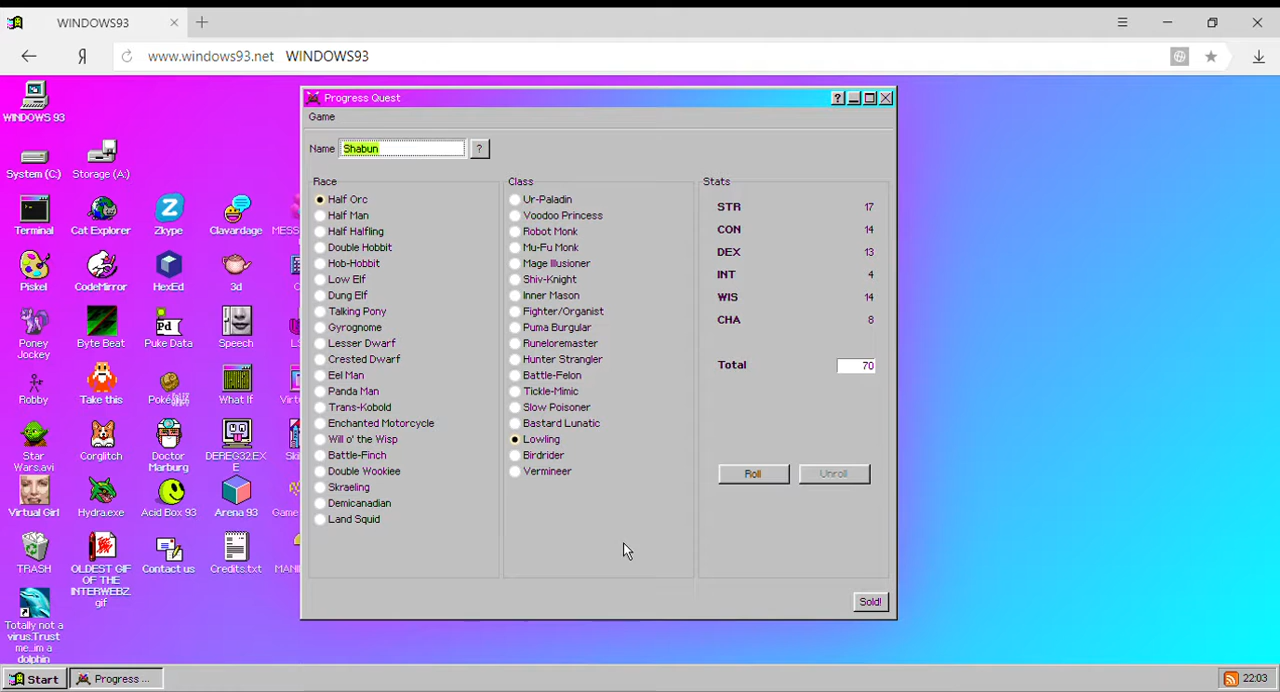 WINDOWS93
Я
www.windows93.net WINDOWS93
WINDOWS 93
System (C:)
Storage (A:)
Terminal
Cat Explorer
Zkype
Clavardage
Piskel
CodeMirror
HexEd
3d
Poney
Jockey
Byte Beat
Puke Data
Speech
Robby
Take this
What If
Star
Wars.avi
Corglitch
Doctor
Marburg
DEREG32.EX
E
Virtual Girl
Hydra.exe
Acid Box 93
Arena 93
TRASH
OLDEST GIF
OF THE
INTERWEBZ.
gif
Contact us
Credits.txt
Totally not a
virus.Trust
me...im a
dolphin
Progress Quest
?
Game
Name Shabun ?
Race
Half Orc
Half Man
Half Halfling
Double Hobbit
Hob-Hobbit
Low Elf
Dung Elf
Talking Pony
Gyrognome
Lesser Dwarf
Crested Dwarf
Eel Man
Panda Man
Trans-Kobold
Enchanted Motorcycle
Will o' the Wisp
Battle-Finch
Double Wookiee
Skraeling
Demicanadian
Land Squid
Class
Ur-Paladin
Voodoo Princess
Robot Monk
Mu-Fu Monk
Mage Illusioner
Shiv-Knight
Inner Mason
Fighter/Organist
Puma Burgular
Runeloremaster
Hunter Strangler
Battle-Felon
Tickle-Mimic
Slow Poisoner
Bastard Lunatic
Lowling
Birdrider
Vermineer
Stats
STR 17
CON 14
DEX 13
INT 4
WIS 14
CHA 8
Total 70
Roll Unroll
Sold!
Start Progress ... 22:03